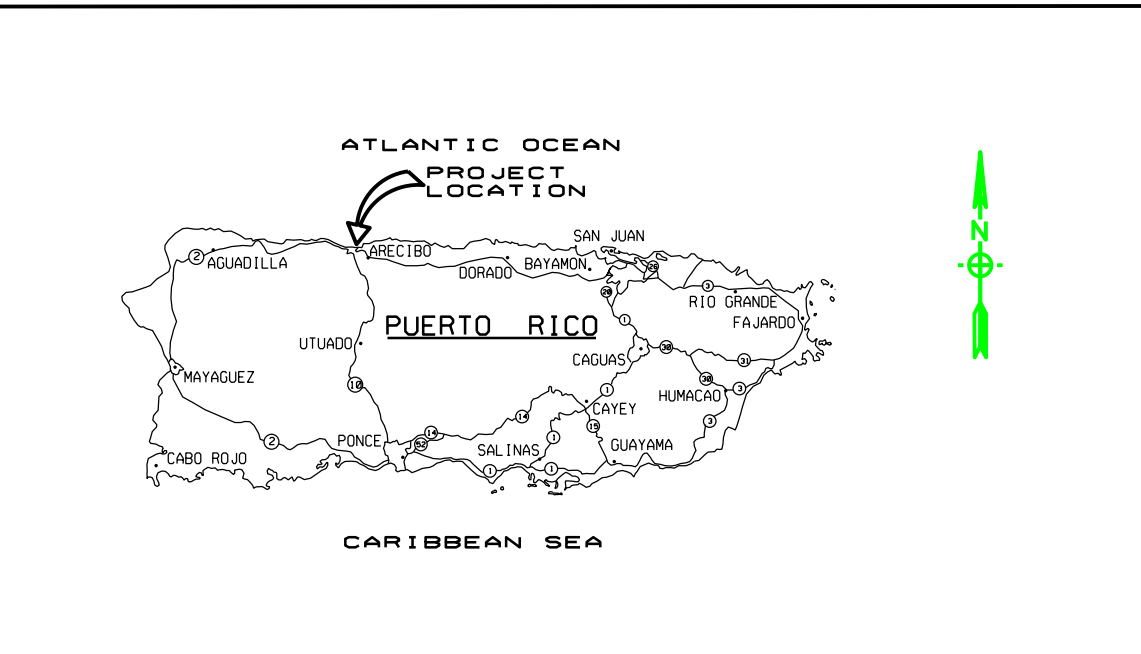 ATLANTIC OCEAN
PROJECT
LOCATION
SAN JUAN
N
ARECIBO
2
AGUADILLA
DORADO
BAYAMON
26
3
20
RIO GRANDE
1
FAJARDO
PUERTO RICO
UTUADO
30
CAGUAS
31
MAYAGUEZ
10
30
3
1
HUMACAO
CAYEY
14
3
15
14
1
2
PONCE
52
SALINAS
GUAYAMA
CABO ROJO
1
1
CARIBBEAN SEA